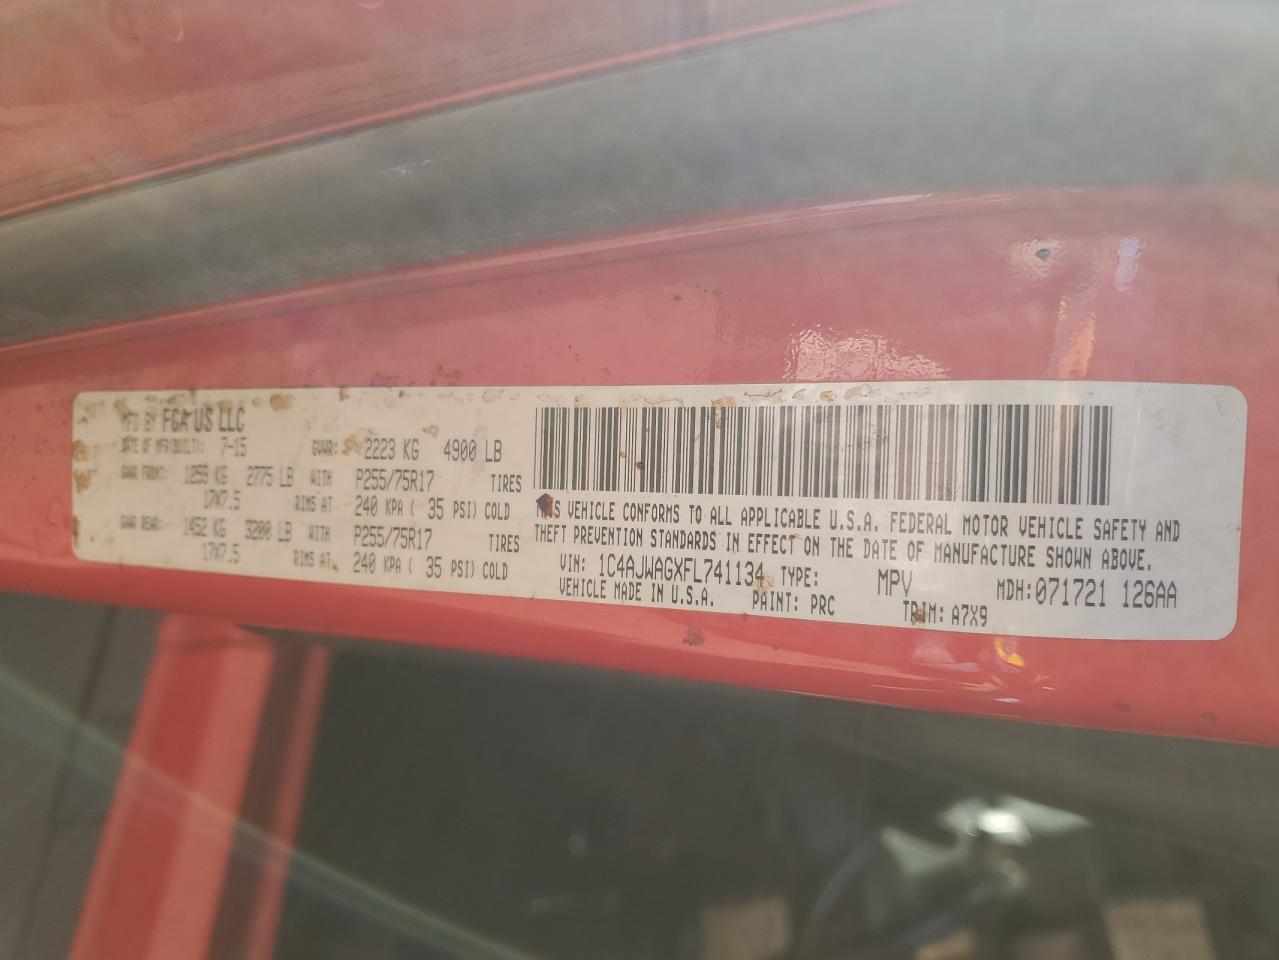 MFD BY FCA US LLC
DATE OF MFR(BUILT): 7-15 GVWR: 2223 KG 4900 LB
GAWR FRONT: 1259 KG 2775 LB WITH P255/75R17 TIRES
17X7.5 RIMS AT 240 KPA ( 35 PSI) COLD
GAWR REAR: 1452 KG 3200 LB WITH P255/75R17 TIRES
17X7.5 RIMS AT 240 KPA ( 35 PSI) COLD
THIS VEHICLE CONFORMS TO ALL APPLICABLE U.S.A. FEDERAL MOTOR VEHICLE SAFETY AND
THEFT PREVENTION STANDARDS IN EFFECT ON THE DATE OF MANUFACTURE SHOWN ABOVE.
VIN: 1C4AJWAGXFL741134 TYPE: MPV MDH:071721 126AA
VEHICLE MADE IN U.S.A. PAINT: PRC TRIM: A7X9